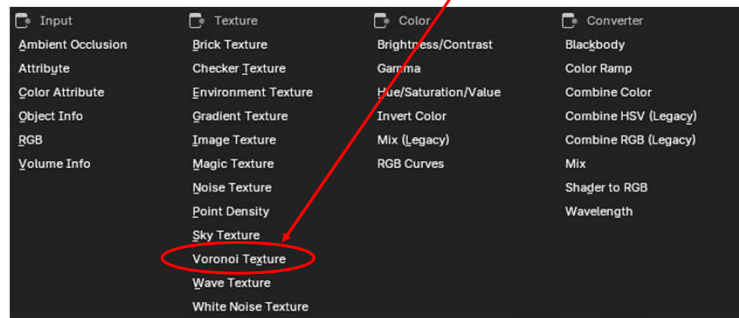 Input
Ambient Occlusion
Attribute
Color Attribute
Object Info
RGB
Volume Info
Texture
Brick Texture
Checker Texture
Environment Texture
Gradient Texture
Image Texture
Magic Texture
Noise Texture
Point Density
Sky Texture
Voronoi Texture
Wave Texture
White Noise Texture
Color
Brightness/Contrast
Gamma
Hue/Saturation/Value
Invert Color
Mix (Legacy)
RGB Curves
Converter
Blackbody
Color Ramp
Combine Color
Combine HSV (Legacy)
Combine RGB (Legacy)
Mix
Shader to RGB
Wavelength